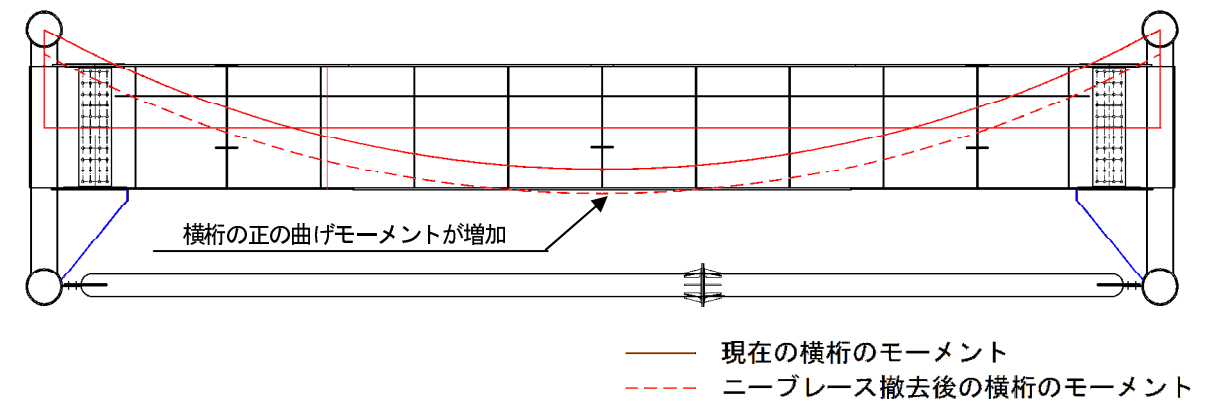 横桁の正の曲げモーメントが増加
現在の横桁のモーメント
ニーブレース撤去後の横桁のモーメント